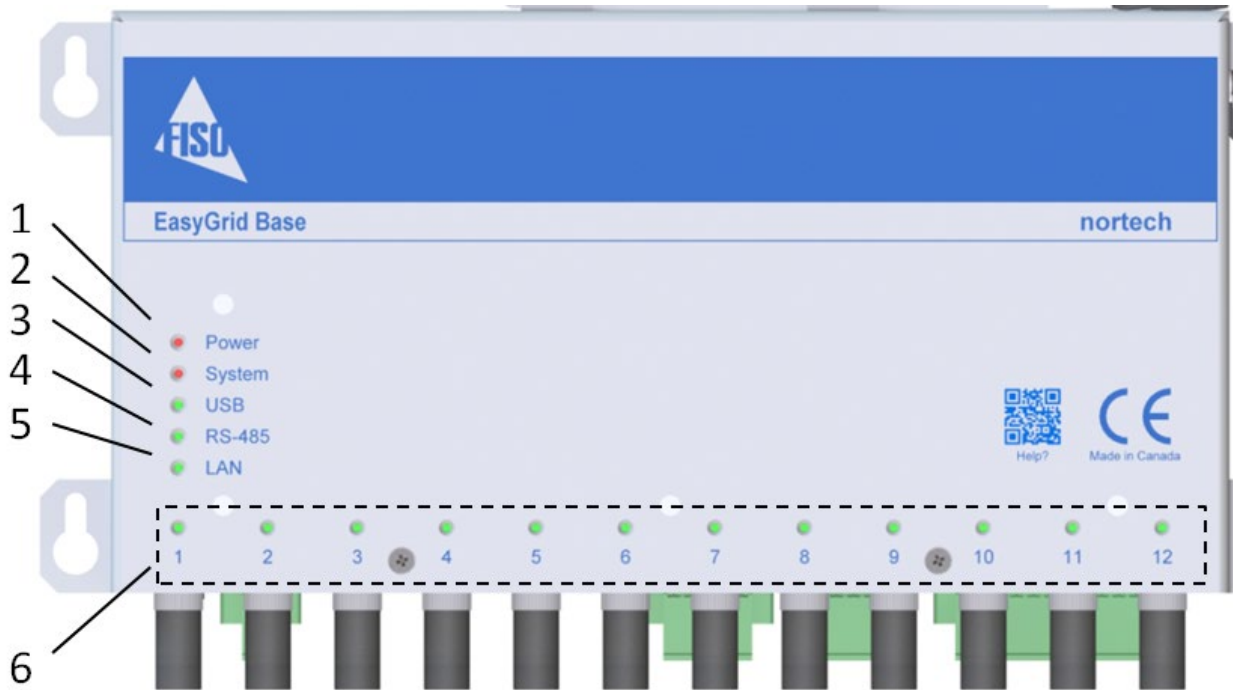 FISO
EasyGrid Base
nortech
1
2
3
4
5
6
Power
System
USB
RS-485
LAN
Help?
CE
Made in Canada
1 2 3 4 5 6 7 8 9 10 11 12